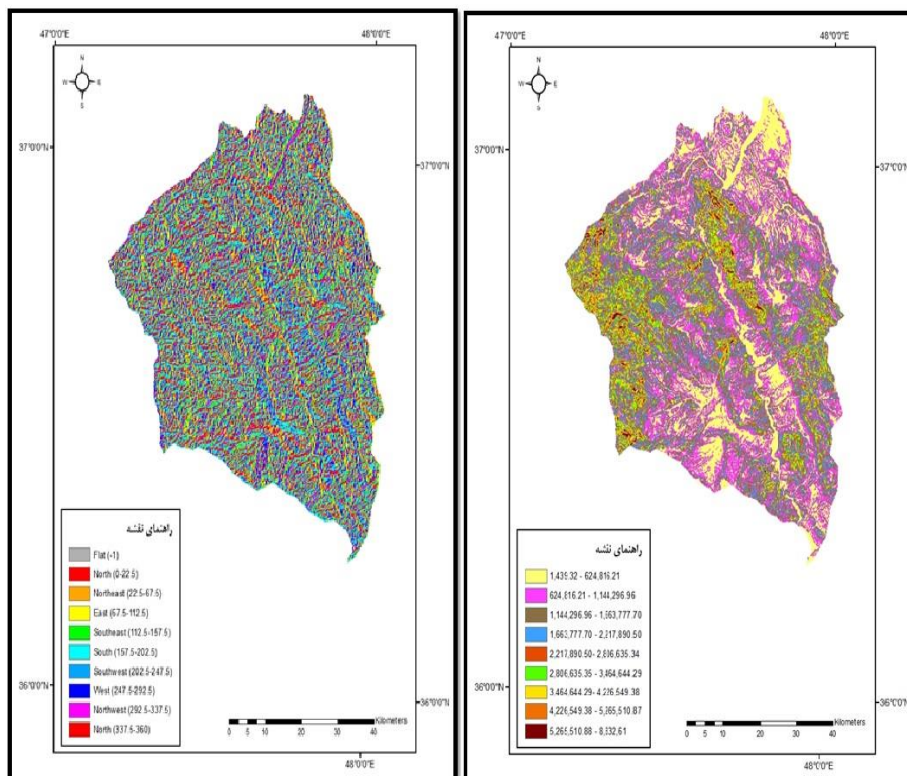 47°0'0"E 48°0'0"E
N
W E
S
37°0'0"N 37°0'0"N
راهنمای نقشه
Flat (-1)
North (0-22.5)
Northeast (22.5-67.5)
East (67.5-112.5)
Southeast (112.5-157.5)
South (157.5-202.5)
Southwest (202.5-247.5)
West (247.5-292.5)
Northwest (292.5-337.5)
North (337.5-360)
36°0'0"N 36°0'0"N
Kilometers
0 5 10 20 30 40
48°0'0"E
47°0'0"E 48°0'0"E
N
W E
S
37°0'0"N 37°0'0"N
راهنمای نقشه
1,439.32 - 624,816.21
624,816.21 - 1,144,296.96
1,144,296.96 - 1,663,777.70
1,663,777.70 - 2,217,890.50
2,217,890.50 - 2,806,635.34
2,806,635.35 - 3,464,644.29
3,464,644.29 - 4,226,549.38
4,226,549.38 - 5,265,510.87
5,265,510.88 - 8,832.61
36°0'0"N 36°0'0"N
Kilometers
0 5 10 20 30 40
48°0'0"E